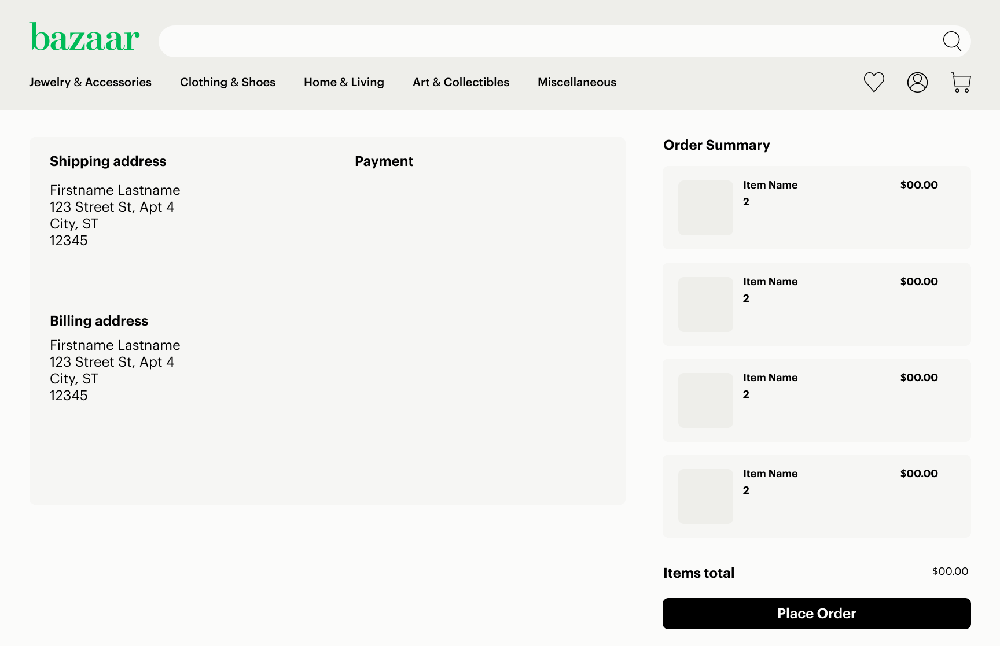 bazaar
Jewelry & Accessories
Clothing & Shoes
Home & Living
Art & Collectibles
Miscellaneous
Shipping address
Firstname Lastname
123 Street St, Apt 4
City, ST
12345
Billing address
Firstname Lastname
123 Street St, Apt 4
City, ST
12345
Payment
Order Summary
Item Name $00.00
2
Item Name $00.00
2
Item Name $00.00
2
Item Name $00.00
2
Items total $00.00
Place Order